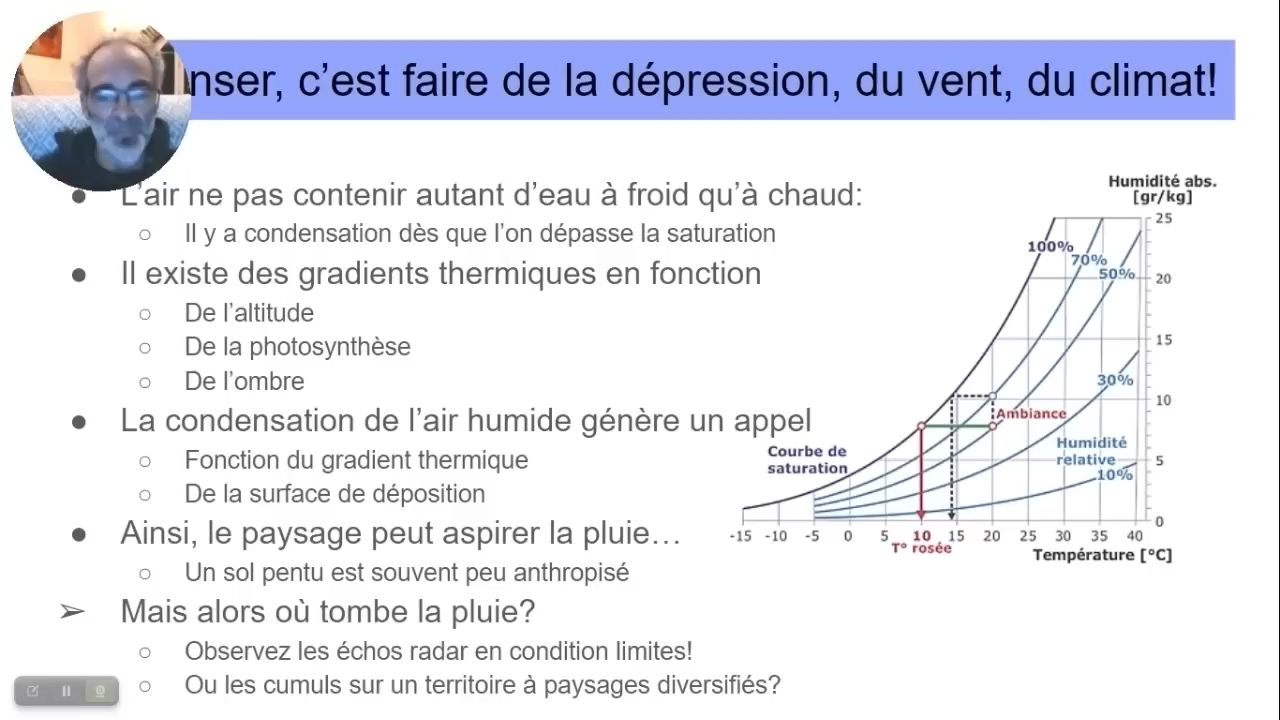 nser, c’est faire de la dépression, du vent, du climat!
L’air ne pas contenir autant d’eau à froid qu’à chaud:
Il y a condensation dès que l’on dépasse la saturation
Il existe des gradients thermiques en fonction
De l’altitude
De la photosynthèse
De l’ombre
La condensation de l’air humide génère un appel
Fonction du gradient thermique
De la surface de déposition
Ainsi, le paysage peut aspirer la pluie…
Un sol pentu est souvent peu anthropisé
Mais alors où tombe la pluie?
Observez les échos radar en condition limites!
Ou les cumuls sur un territoire à paysages diversifiés?
Humidité abs.
[gr/kg]
25
100%
70%
50%
20
15
30%
10
Ambiance
Courbe de
saturation
Humidité
relative
5
10%
0
-15 -10 -5 0 5 10 15 20 25 30 35 40
T° rosée
Température [°C]